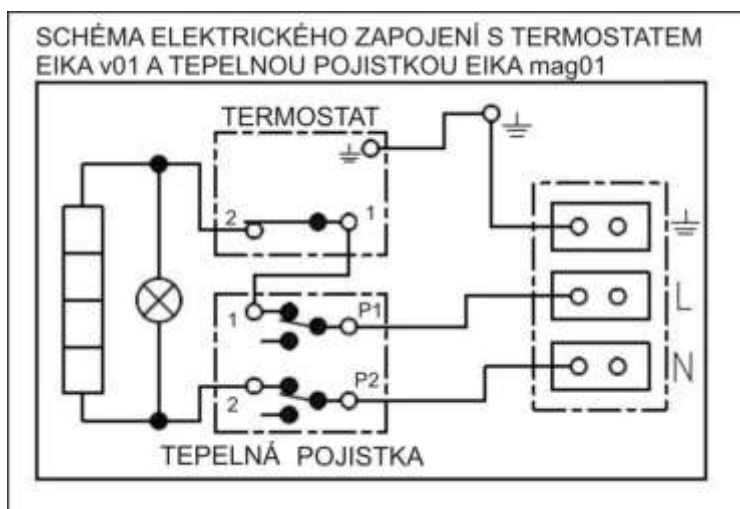 SCHÉMA ELEKTRICKÉHO ZAPOJENÍ S TERMOSTATEM
EIKA v01 A TEPELNOU POJISTKOU EIKA mag01
TERMOSTAT
2
1
1
P1
L
2
P2
N
TEPELNÁ POJISTKA